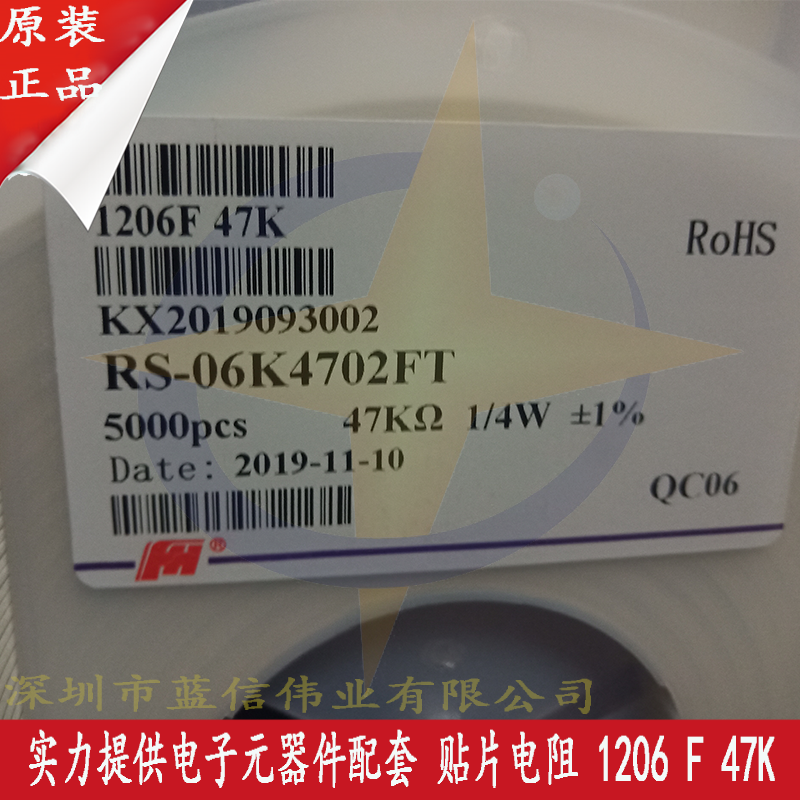 原装
正品
1206F 47K
RoHS
KX2019093002
RS-06K4702FT
5000pcs 47KΩ 1/4W ±1%
Date: 2019-11-10
QC06
FH®
深圳市蓝信伟业有限公司
实力提供电子元器件配套 贴片电阻 1206 F 47K